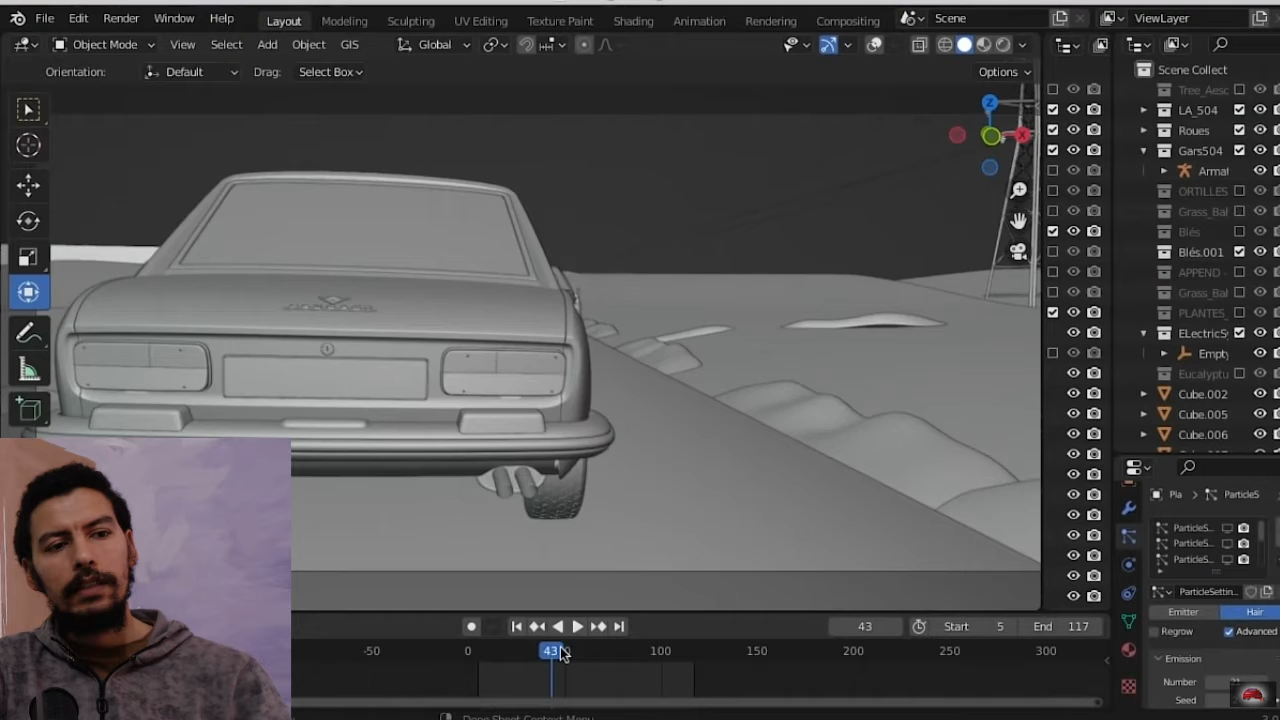 File Edit Render Window Help Layout Modeling Sculpting UV Editing Texture Paint Shading Animation Rendering Compositing Scene ViewLayer
Object Mode View Select Add Object GIS Global
Orientation: Default Drag: Select Box Options
Scene Collect
Tree_Aesc
LA_504
Roues
Gars504
Armat
ORTILLES
Grass_Bal
Blés
Blés.001
APPEND -
Grass_Bal
PLANTES_
ELectricS
Empty
Eucalyptu
Cube.002
Cube.005
Cube.006
Z
X
Pla ParticleS
ParticleS...
ParticleS...
ParticleS...
ParticleSettin...
Emitter Hair
Regrow Advanced
Emission
Number
Seed
43 Start 5 End 117
-50 0 43 100 150 200 250 300